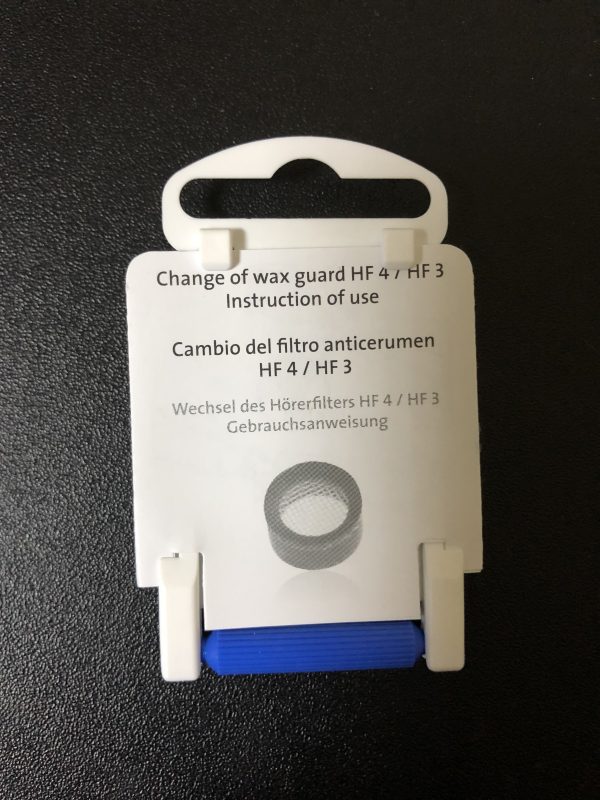 Change of wax guard HF 4 / HF 3
Instruction of use
Cambio del filtro anticerumen
HF 4 / HF 3
Wechsel des Hörerfilters HF 4 / HF 3
Gebrauchsanweisung